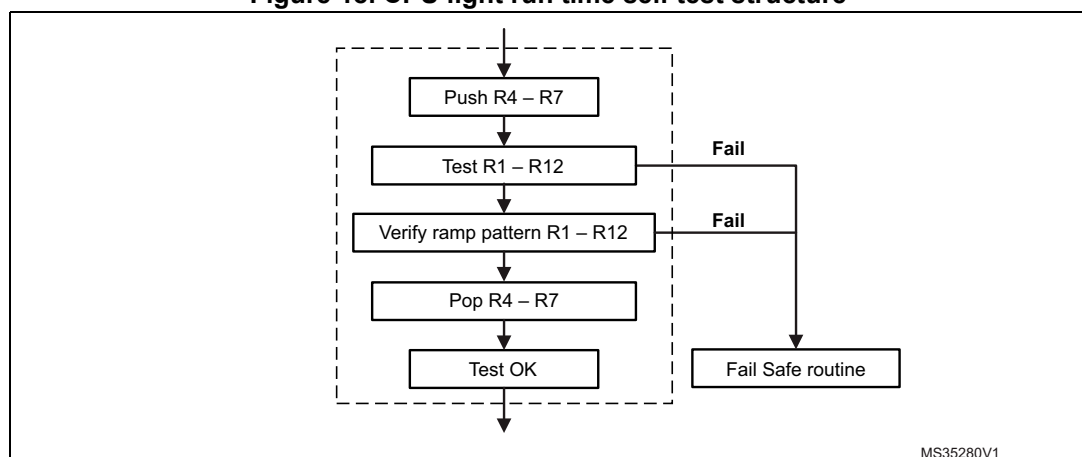 Push R4 – R7
Test R1 – R12
Fail
Verify ramp pattern R1 – R12
Fail
Pop R4 – R7
Test OK
Fail Safe routine
MS35280V1